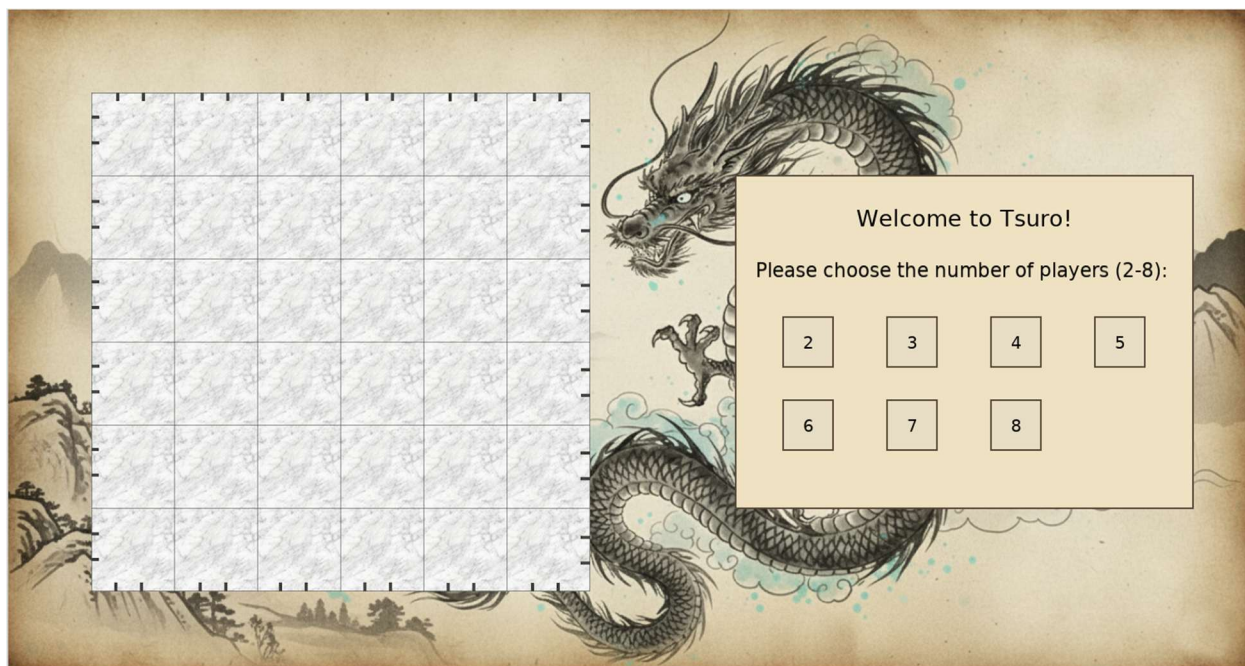 Welcome to Tsuro!
Please choose the number of players (2-8):
2 3 4 5
6 7 8